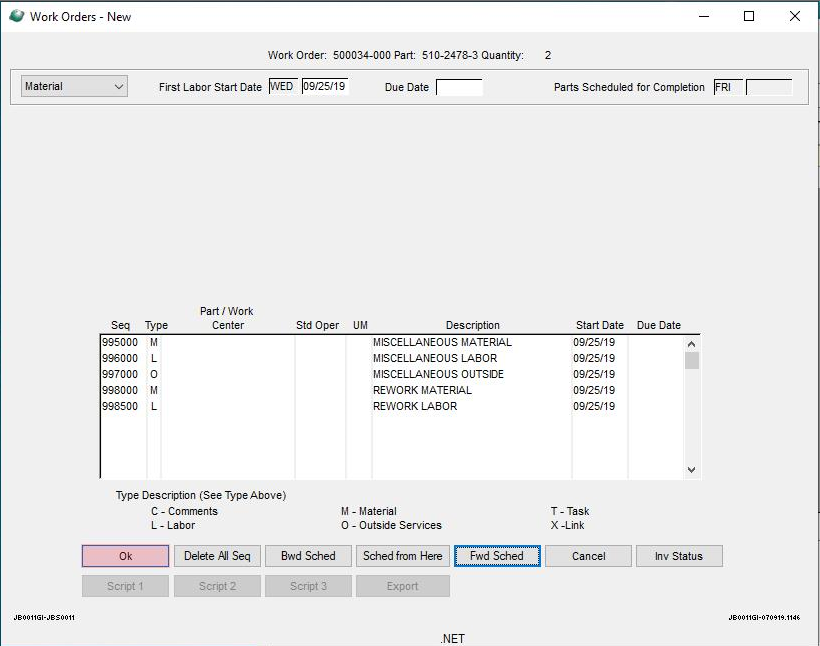 Work Orders - New
Work Order: 500034-000 Part: 510-2478-3 Quantity: 2
Material First Labor Start Date WED 09/25/19 Due Date Parts Scheduled for Completion FRI
Part / Work
Seq Type Center Std Oper UM Description Start Date Due Date
995000 M MISCELLANEOUS MATERIAL 09/25/19
996000 L MISCELLANEOUS LABOR 09/25/19
997000 O MISCELLANEOUS OUTSIDE 09/25/19
998000 M REWORK MATERIAL 09/25/19
998500 L REWORK LABOR 09/25/19
Type Description (See Type Above)
C - Comments M - Material T - Task
L - Labor O - Outside Services X -Link
Ok Delete All Seq Bwd Sched Sched from Here Fwd Sched Cancel Inv Status
Script 1 Script 2 Script 3 Export
JB0011GI-JBS0011 JB0011GI-070919.1146
.NET